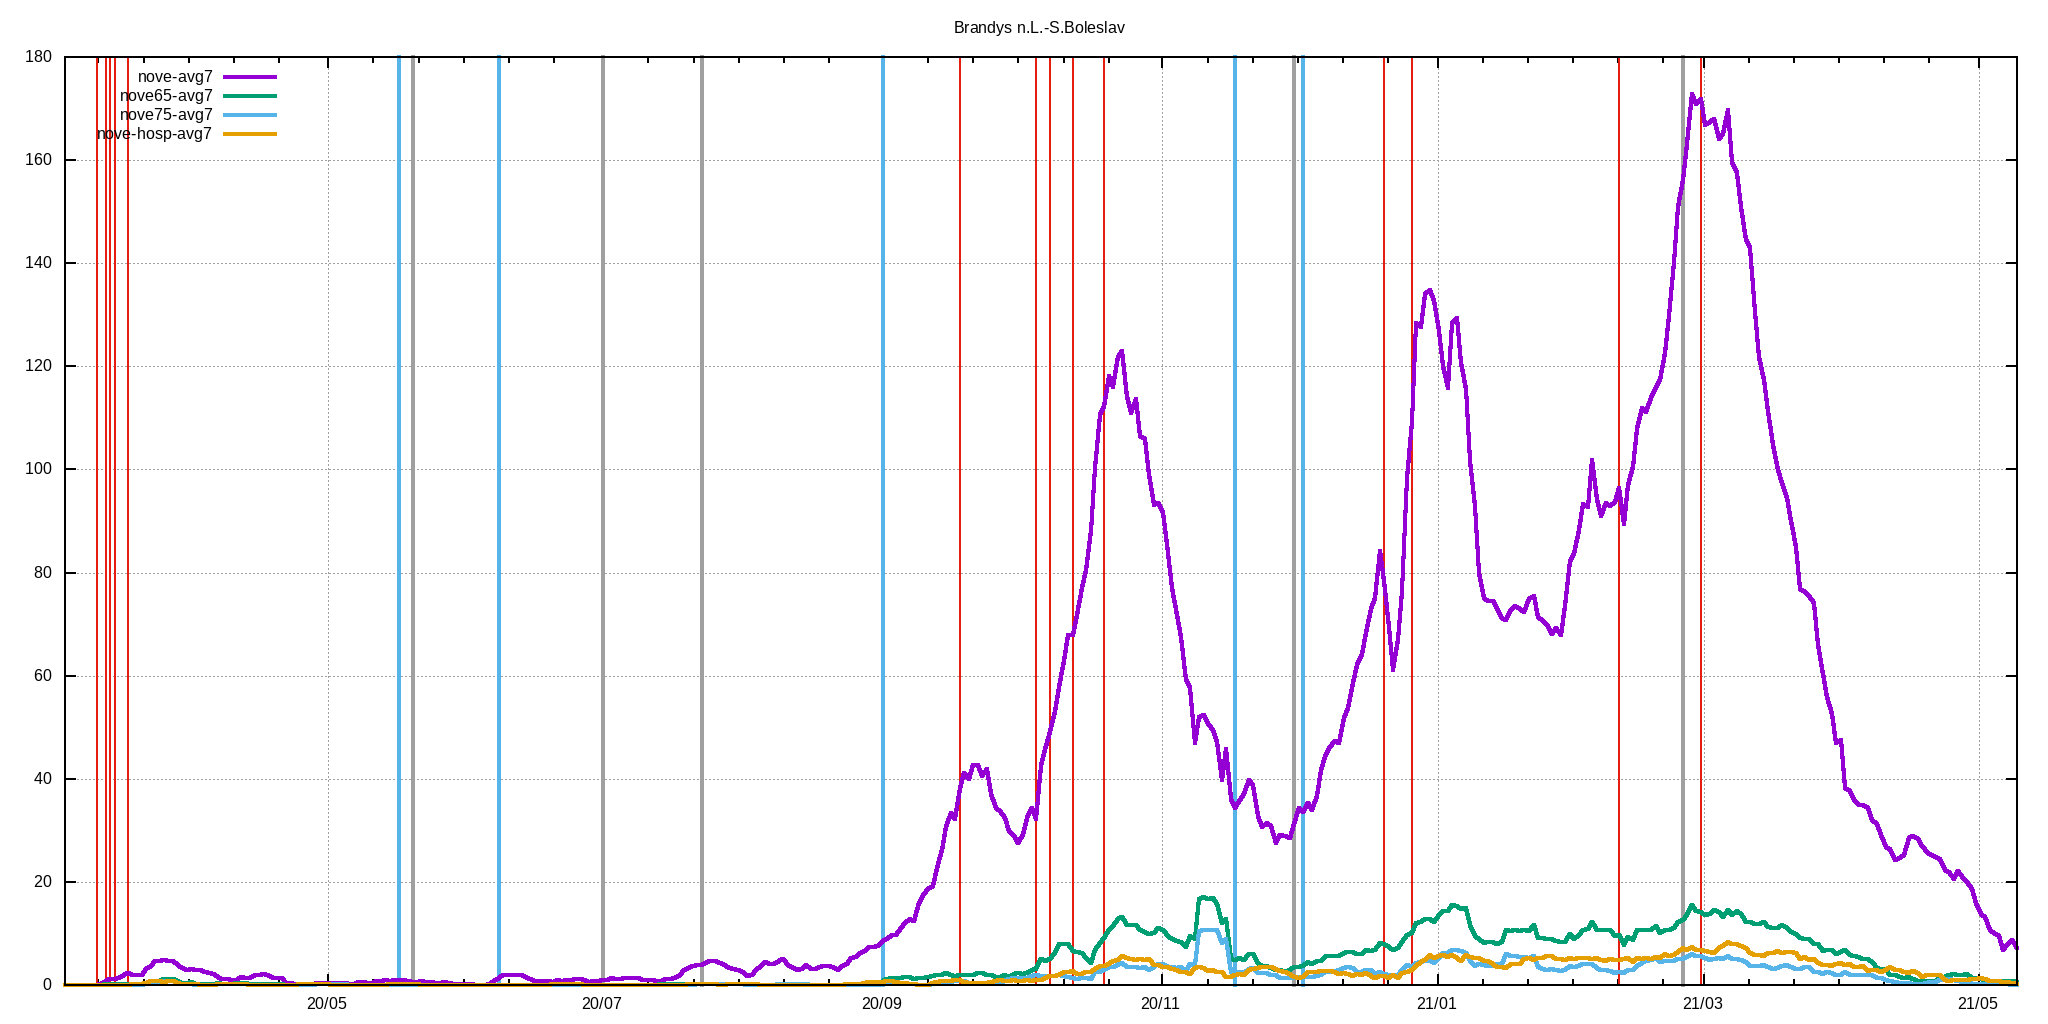 Brandys n.L.-S.Boleslav
180
160
140
120
100
80
60
40
20
0
nove-avg7
nove65-avg7
nove75-avg7
nove-hosp-avg7
20/05 20/07 20/09 20/11 21/01 21/03 21/05